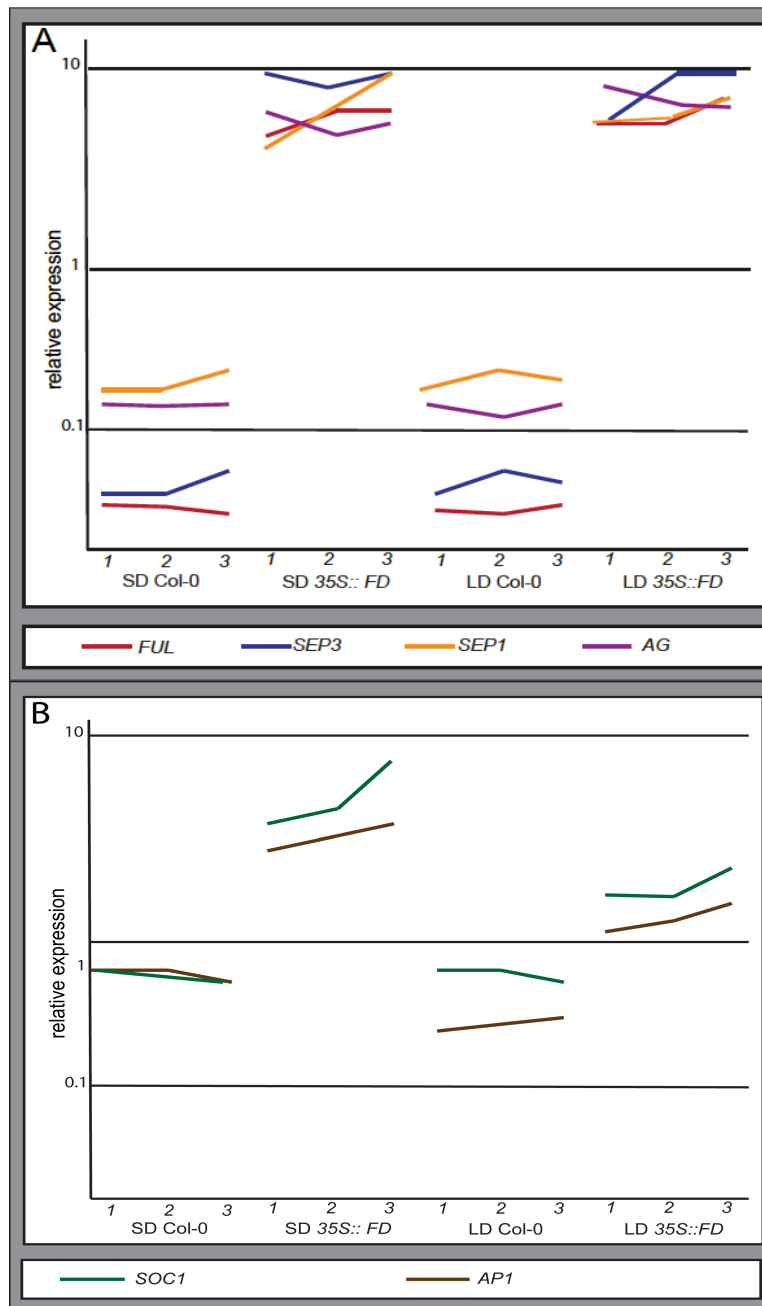 A
10
1
0.1
relative expression
1 2 3 1 2 3 1 2 3 1 2 3
SD Col-0 SD 35S:: FD LD Col-0 LD 35S::FD
FUL SEP3 SEP1 AG
B
10
1
0.1
relative expression
1 2 3 1 2 3 1 2 3 1 2 3
SD Col-0 SD 35S:: FD LD Col-0 LD 35S::FD
SOC1 AP1